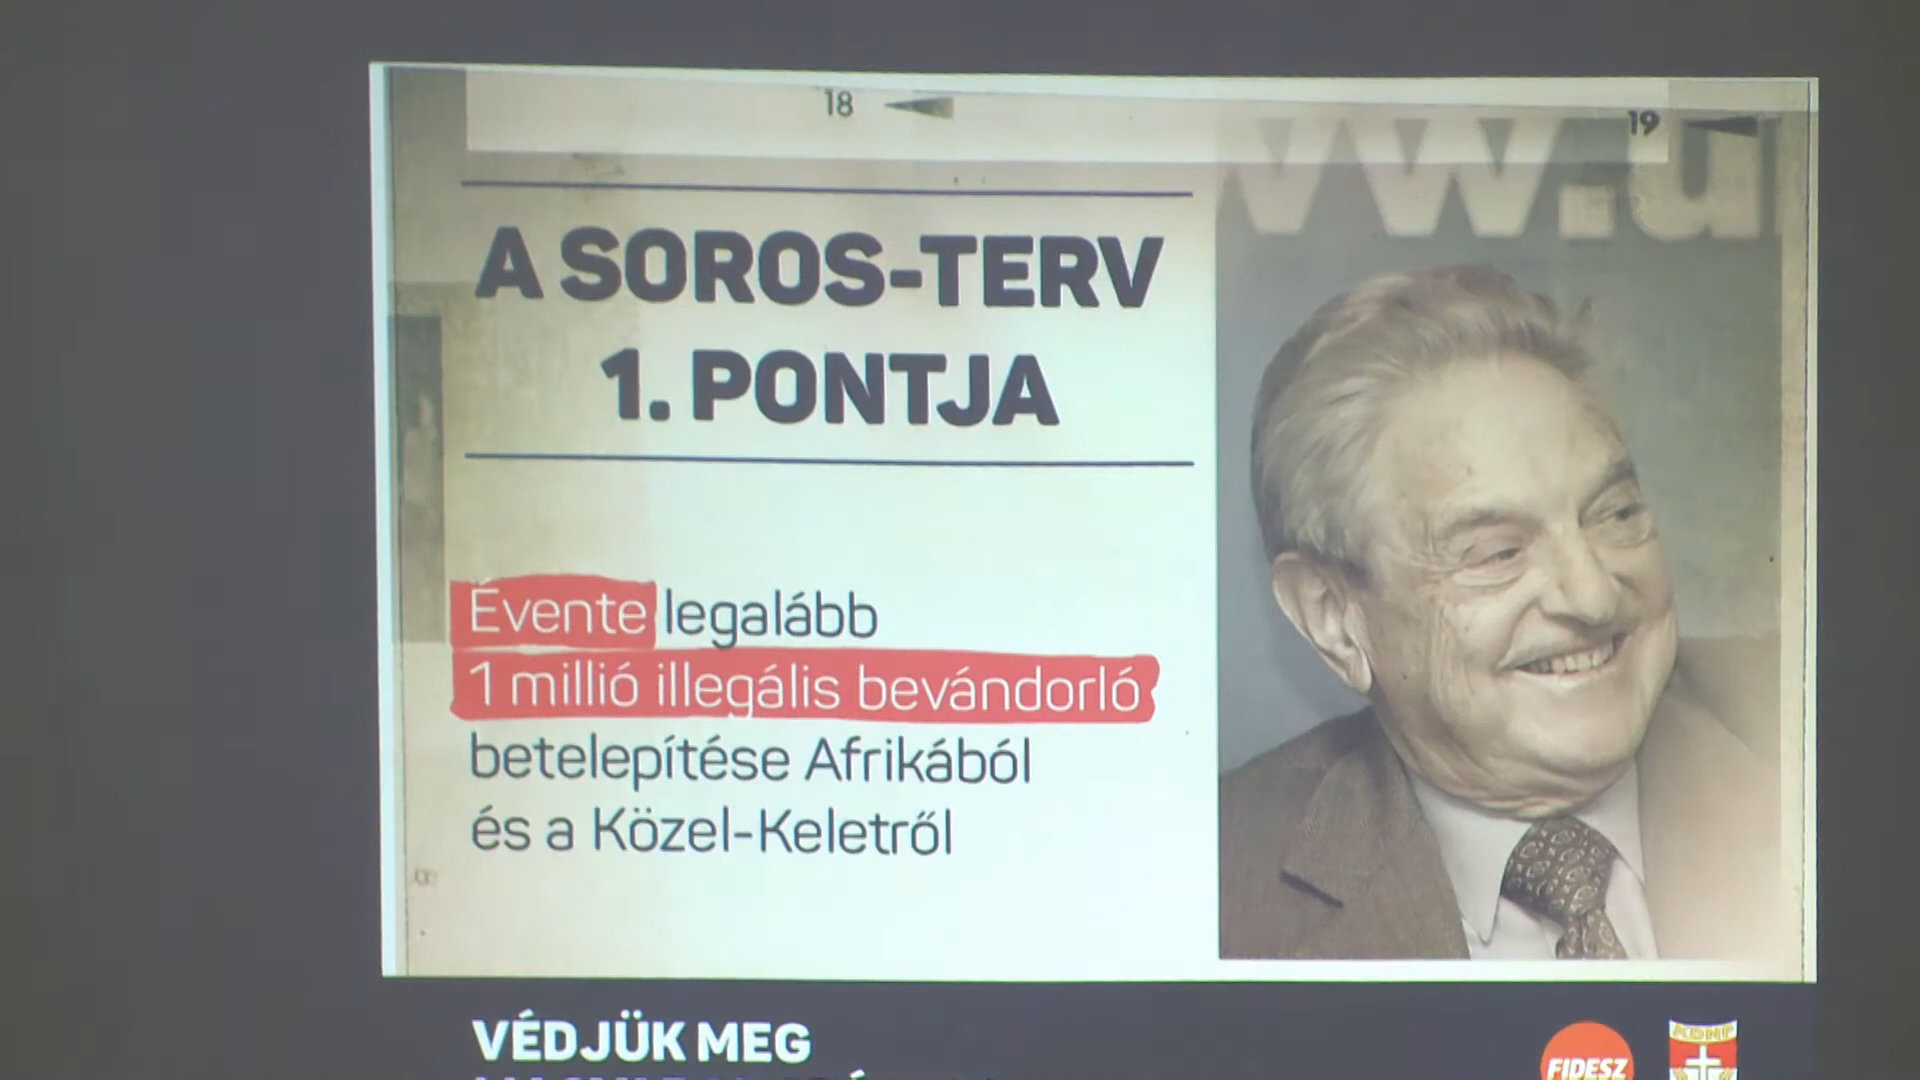 18
19
ww.u
A SOROS-TERV
1. PONTJA
Évente legalább
1 millió illegális bevándorló
betelepítése Afrikából
és a Közel-Keletről
VÉDJÜK MEG
FIDESZ
KDNP